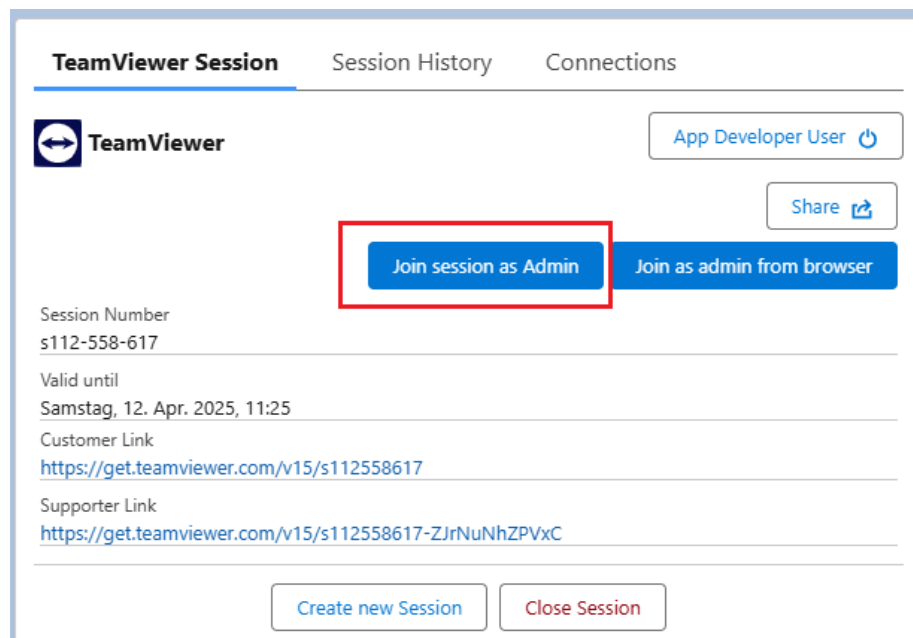 TeamViewer Session Session History Connections
TeamViewer
App Developer User
Share
Join session as Admin Join as admin from browser
Session Number
s112-558-617
Valid until
Samstag, 12. Apr. 2025, 11:25
Customer Link
https://get.teamviewer.com/v15/s112558617
Supporter Link
https://get.teamviewer.com/v15/s112558617-ZJrNuNhZPVxC
Create new Session Close Session